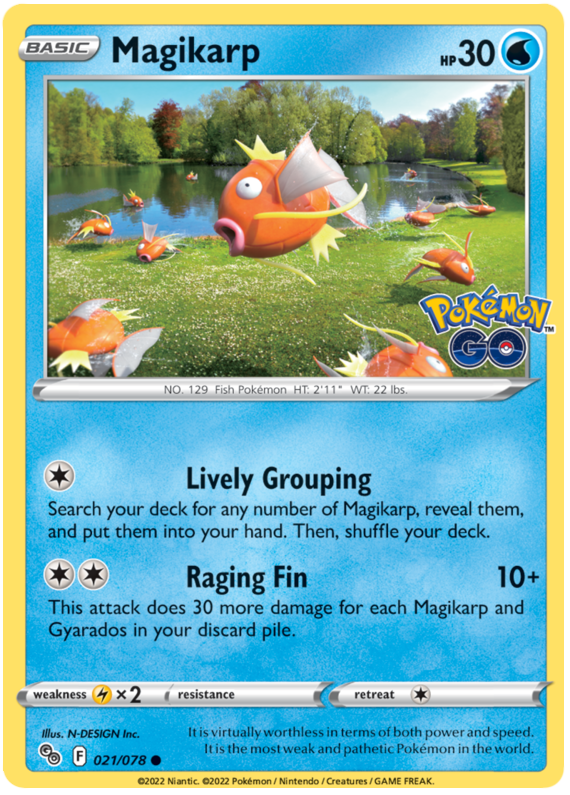 BASIC Magikarp HP30
Pokémon™
GO
NO. 129 Fish Pokémon HT: 2'11" WT: 22 lbs.
Lively Grouping
Search your deck for any number of Magikarp, reveal them,
and put them into your hand. Then, shuffle your deck.
Raging Fin 10+
This attack does 30 more damage for each Magikarp and
Gyarados in your discard pile.
weakness ×2 resistance retreat
Illus. N-DESIGN Inc.
It is virtually worthless in terms of both power and speed.
It is the most weak and pathetic Pokémon in the world.
GO F 021/078
©2022 Niantic. ©2022 Pokémon / Nintendo / Creatures / GAME FREAK.